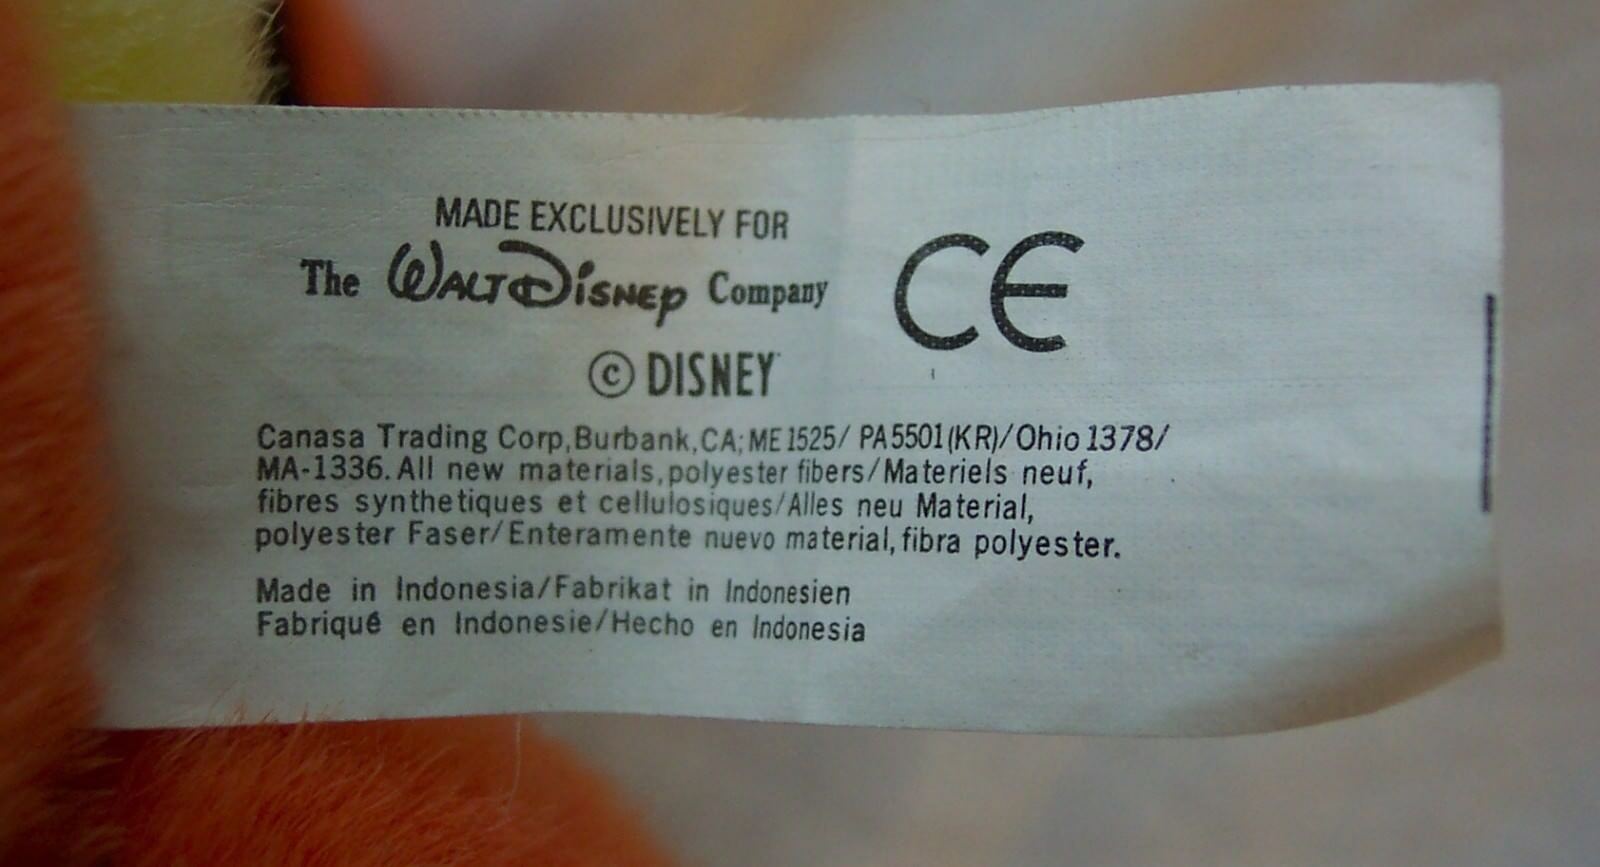 MADE EXCLUSIVELY FOR
The WALT DISNEY Company
CE
© DISNEY
Canasa Trading Corp, Burbank, CA; ME 1525/ PA 5501 (KR)/Ohio 1378/
MA-1336. All new materials, polyester fibers/Materiels neuf,
fibres synthetiques et cellulosiques/Alles neu Material,
polyester Faser/Enteramente nuevo material, fibra polyester.
Made in Indonesia/Fabrikat in Indonesien
Fabriqué en Indonesie/Hecho en Indonesia